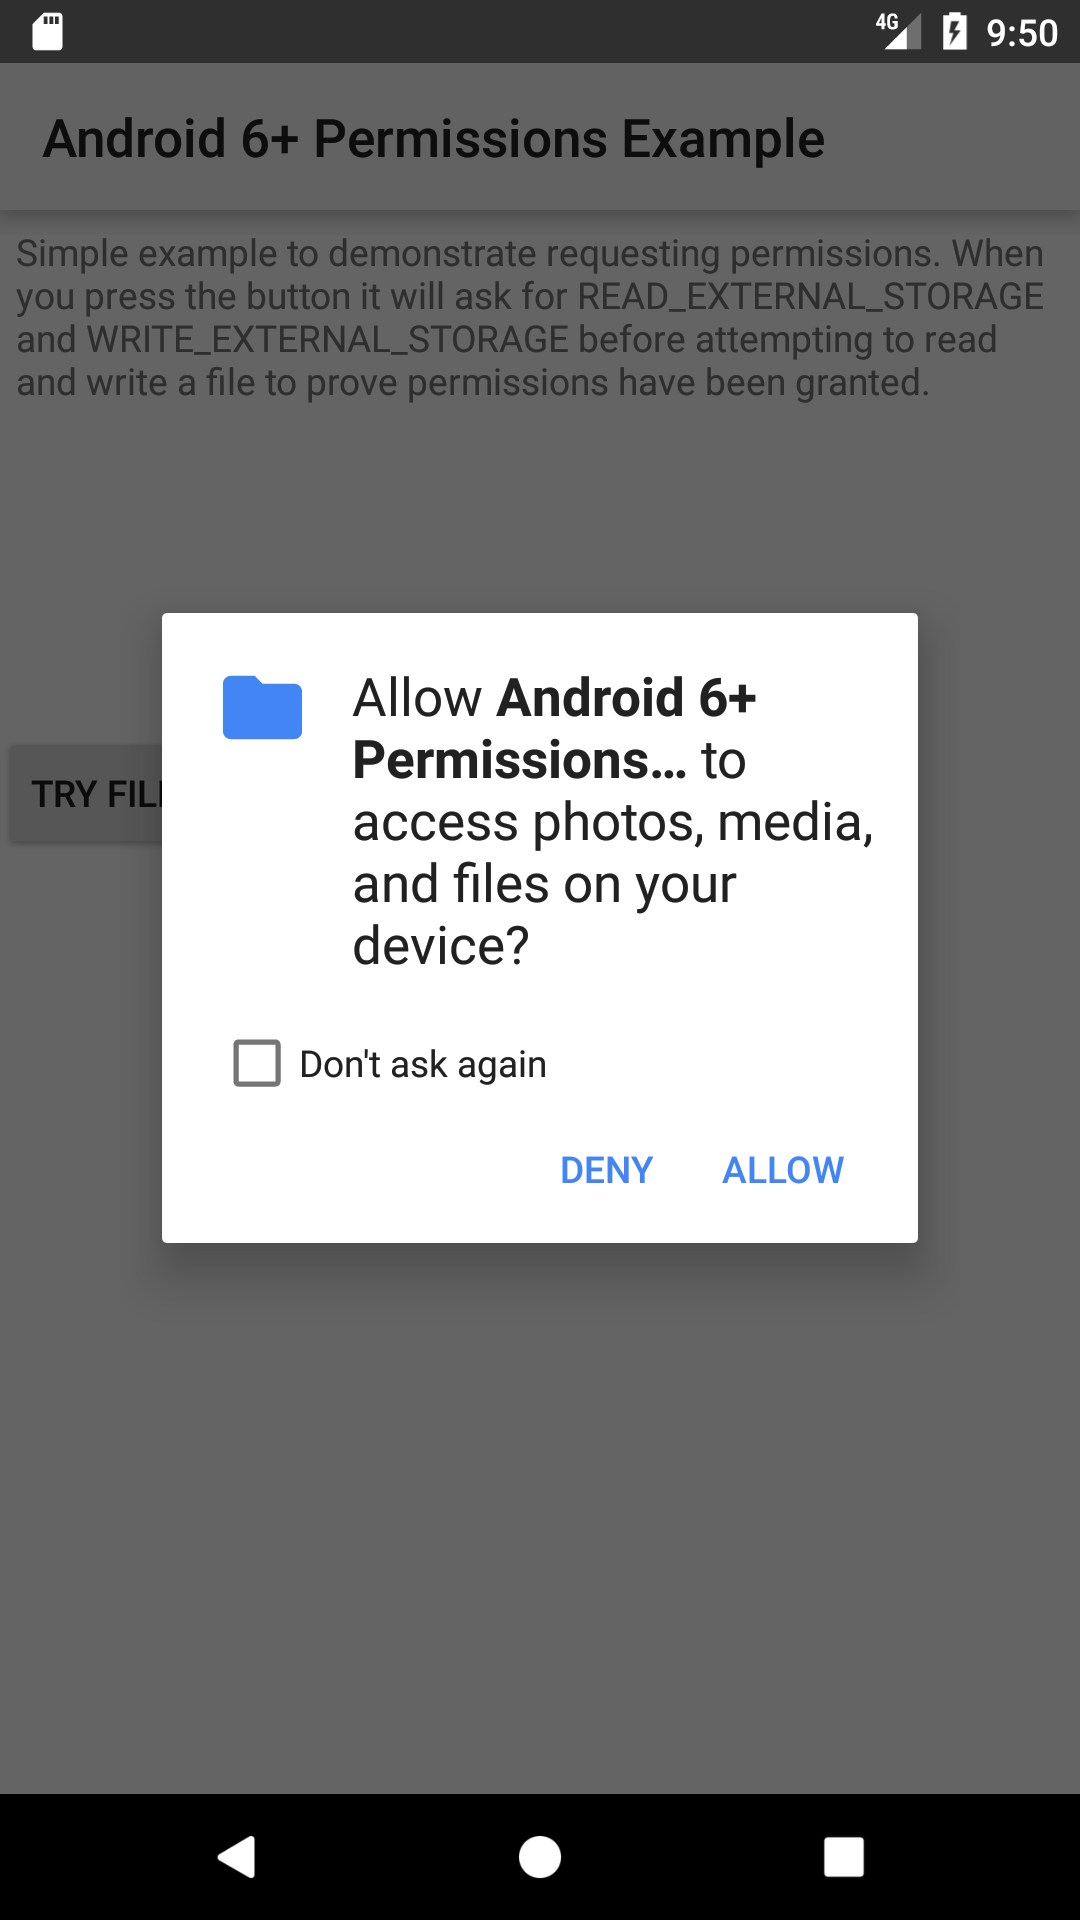 4G 9:50
Android 6+ Permissions Example
Simple example to demonstrate requesting permissions. When
you press the button it will ask for READ_EXTERNAL_STORAGE
and WRITE_EXTERNAL_STORAGE before attempting to read
and write a file to prove permissions have been granted.
Allow Android 6+
Permissions... to
access photos, media,
and files on your
device?
TRY
Don't ask again
DENY ALLOW